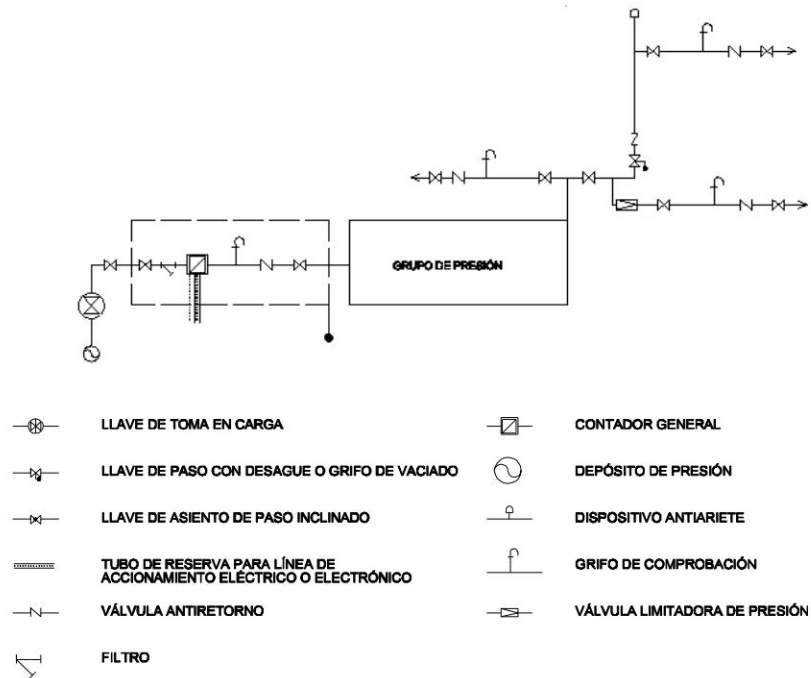 GRUPO DE PRESIÓN
LLAVE DE TOMA EN CARGA
LLAVE DE PASO CON DESAGUE O GRIFO DE VACIADO
LLAVE DE ASIENTO DE PASO INCLINADO
TUBO DE RESERVA PARA LÍNEA DE
ACCIONAMIENTO ELÉCTRICO O ELECTRÓNICO
VÁLVULA ANTIRETORNO
FILTRO
CONTADOR GENERAL
DEPÓSITO DE PRESIÓN
DISPOSITIVO ANTIARIETE
GRIFO DE COMPROBACIÓN
VÁLVULA LIMITADORA DE PRESIÓN